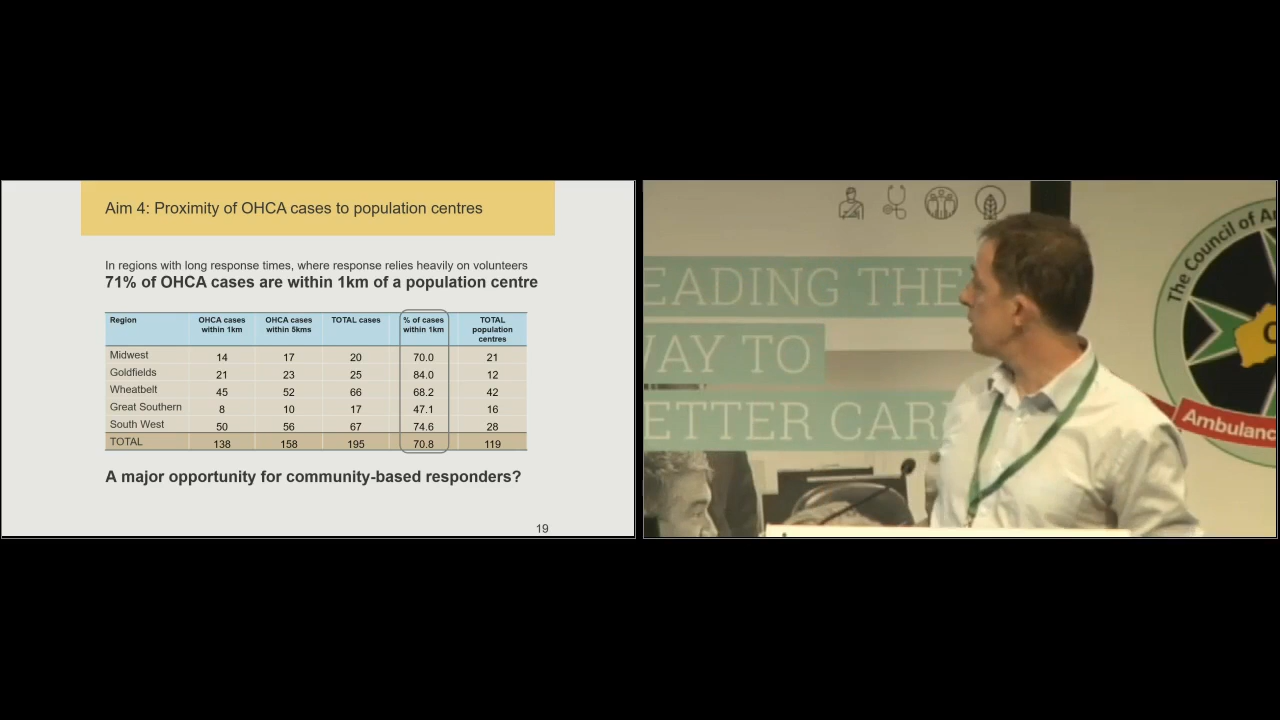 Aim 4: Proximity of OHCA cases to population centres
In regions with long response times, where response relies heavily on volunteers
71% of OHCA cases are within 1km of a population centre
Region OHCA cases within 1km OHCA cases within 5kms TOTAL cases % of cases within 1km TOTAL population centres
Midwest 14 17 20 70.0 21
Goldfields 21 23 25 84.0 12
Wheatbelt 45 52 66 68.2 42
Great Southern 8 10 17 47.1 16
South West 50 56 67 74.6 28
TOTAL 138 158 195 70.8 119
A major opportunity for community-based responders?
19
EADING THE
WAY TO
ETTER CAR
The Council of A
Ambulanc